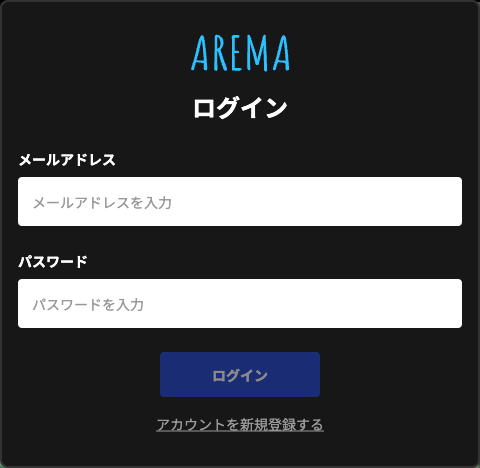 AREMA
ログイン
メールアドレス
メールアドレスを入力
パスワード
パスワードを入力
ログイン
アカウントを新規登録する